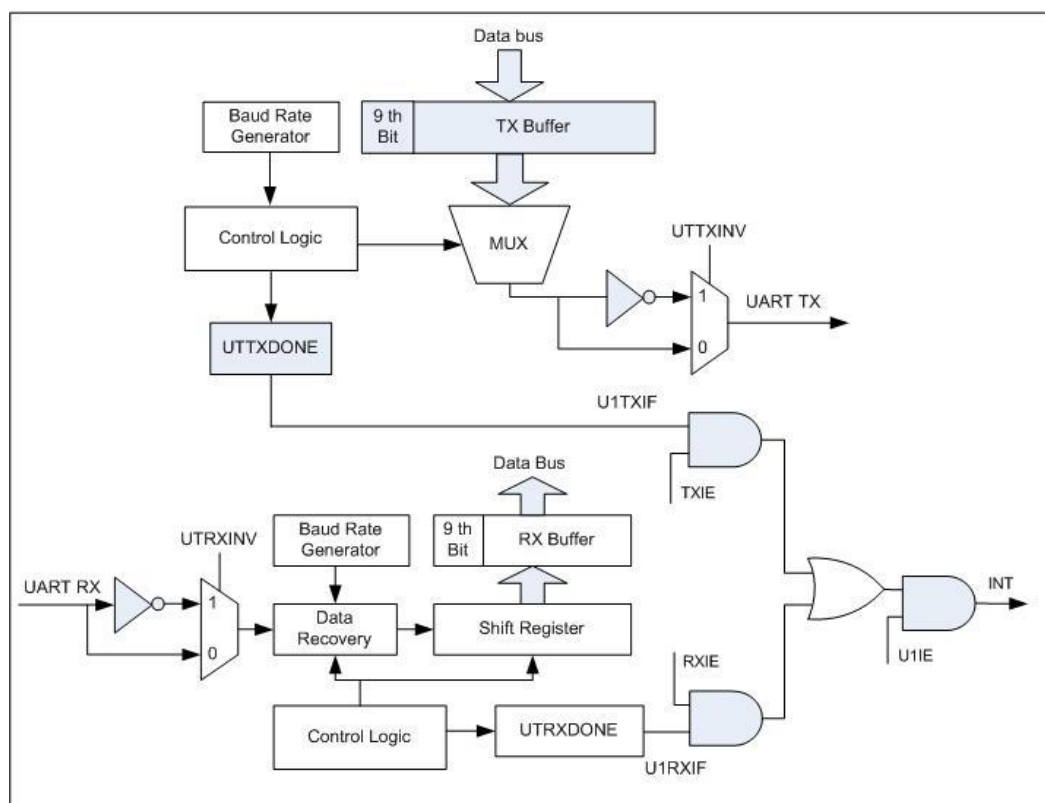 Data bus
Baud Rate
Generator
9 th
Bit
TX Buffer
Control Logic
MUX
UTTXINV
1
0
UART TX
UTTXDONE
U1TXIF
TXIE
Data Bus
9 th
Bit
RX Buffer
Baud Rate
Generator
UTRXINV
UART RX
1
0
Data
Recovery
Shift Register
INT
U1IE
RXIE
Control Logic
UTRXDONE
U1RXIF